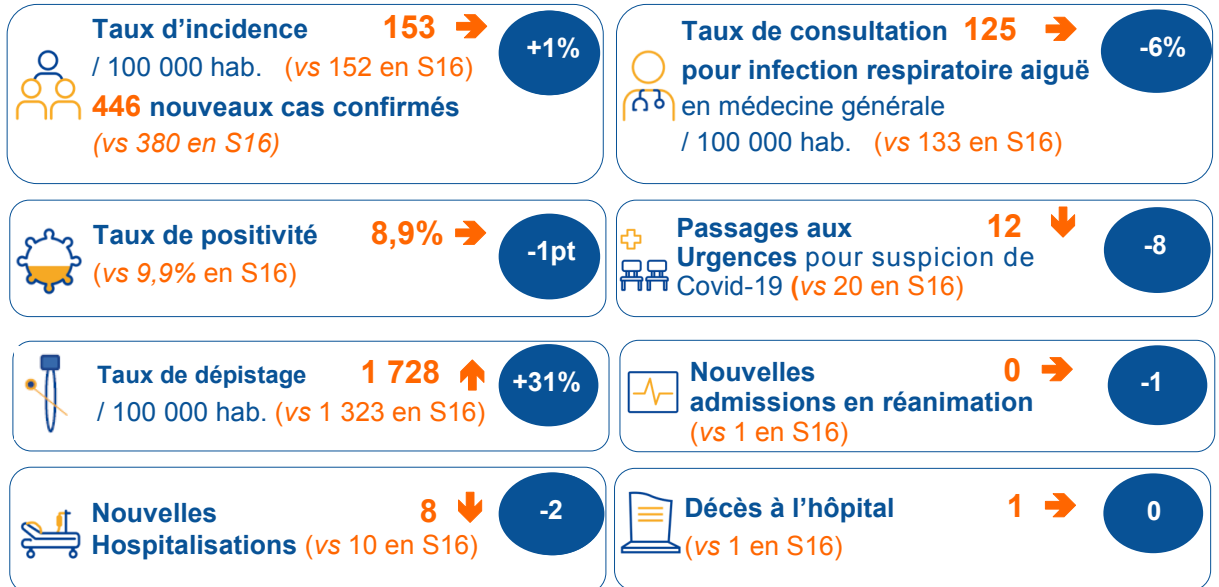 Taux d’incidence 153
/ 100 000 hab. (vs 152 en S16)
446 nouveaux cas confirmés
(vs 380 en S16)
+1%
Taux de consultation 125
pour infection respiratoire aiguë
en médecine générale
/ 100 000 hab. (vs 133 en S16)
-6%
Taux de positivité 8,9%
(vs 9,9% en S16)
-1pt
Passages aux 12
Urgences pour suspicion de
Covid-19 (vs 20 en S16)
-8
Taux de dépistage 1 728
/ 100 000 hab. (vs 1 323 en S16)
+31%
Nouvelles 0
admissions en réanimation
(vs 1 en S16)
-1
Nouvelles 8
Hospitalisations (vs 10 en S16)
-2
Décès à l’hôpital 1
(vs 1 en S16)
0